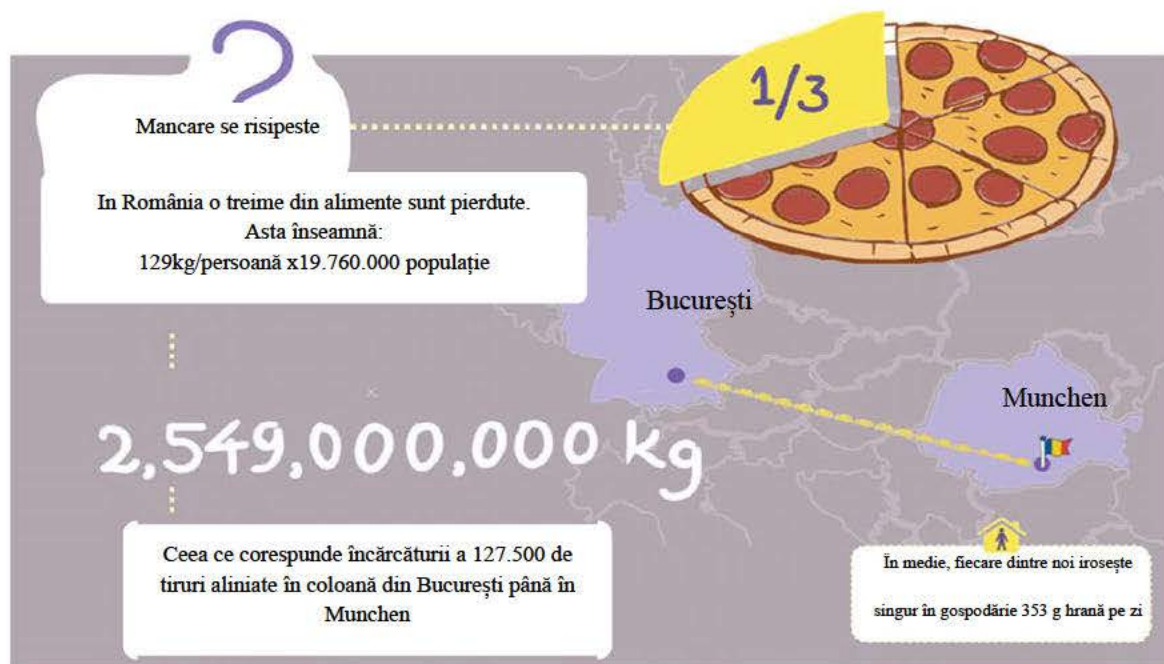 Mancare se risipeste
1/3
In România o treime din alimente sunt pierdute.
Asta înseamnă:
129kg/persoană x19.760.000 populație
București
Munchen
2,549,000,000 kg
Ceea ce corespunde încărcăturii a 127.500 de
tiruri aliniate în coloană din București până în
Munchen
În medie, fiecare dintre noi irosește
singur în gospodărie 353 g hrană pe zi